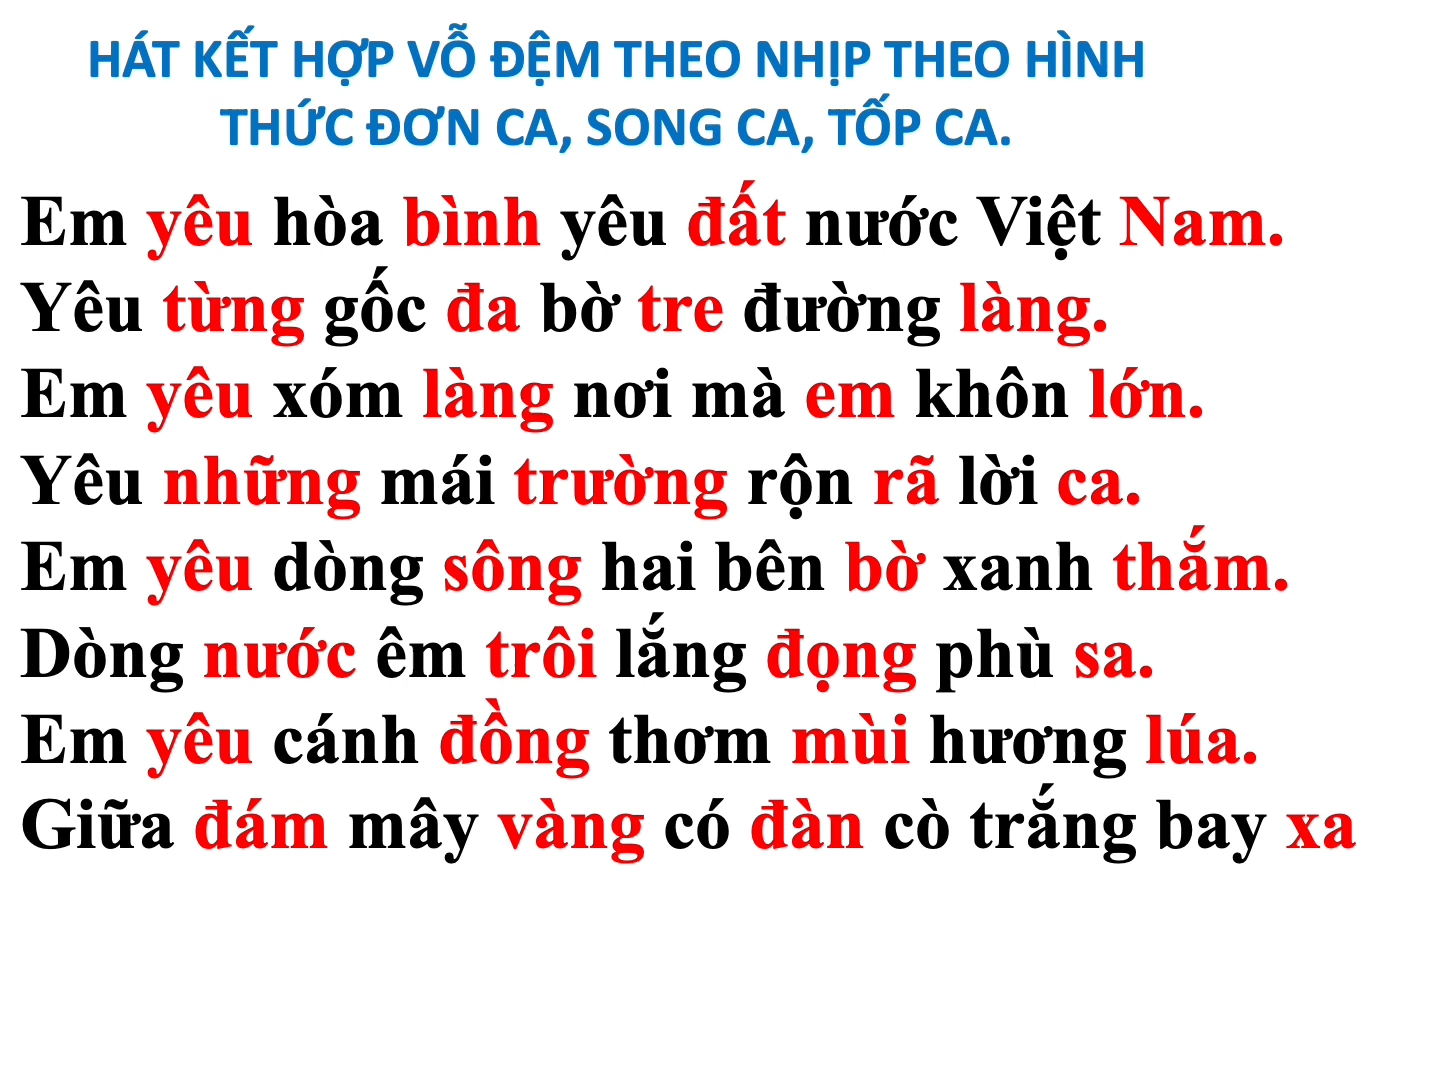 HÁT KẾT HỢP VỖ ĐỆM THEO NHỊP THEO HÌNH
THỨC ĐƠN CA, SONG CA, TỐP CA.
Em yêu hòa bình yêu đất nước Việt Nam.
Yêu từng gốc đa bờ tre đường làng.
Em yêu xóm làng nơi mà em khôn lớn.
Yêu những mái trường rộn rã lời ca.
Em yêu dòng sông hai bên bờ xanh thắm.
Dòng nước êm trôi lắng đọng phù sa.
Em yêu cánh đồng thơm mùi hương lúa.
Giữa đám mây vàng có đàn cò trắng bay xa